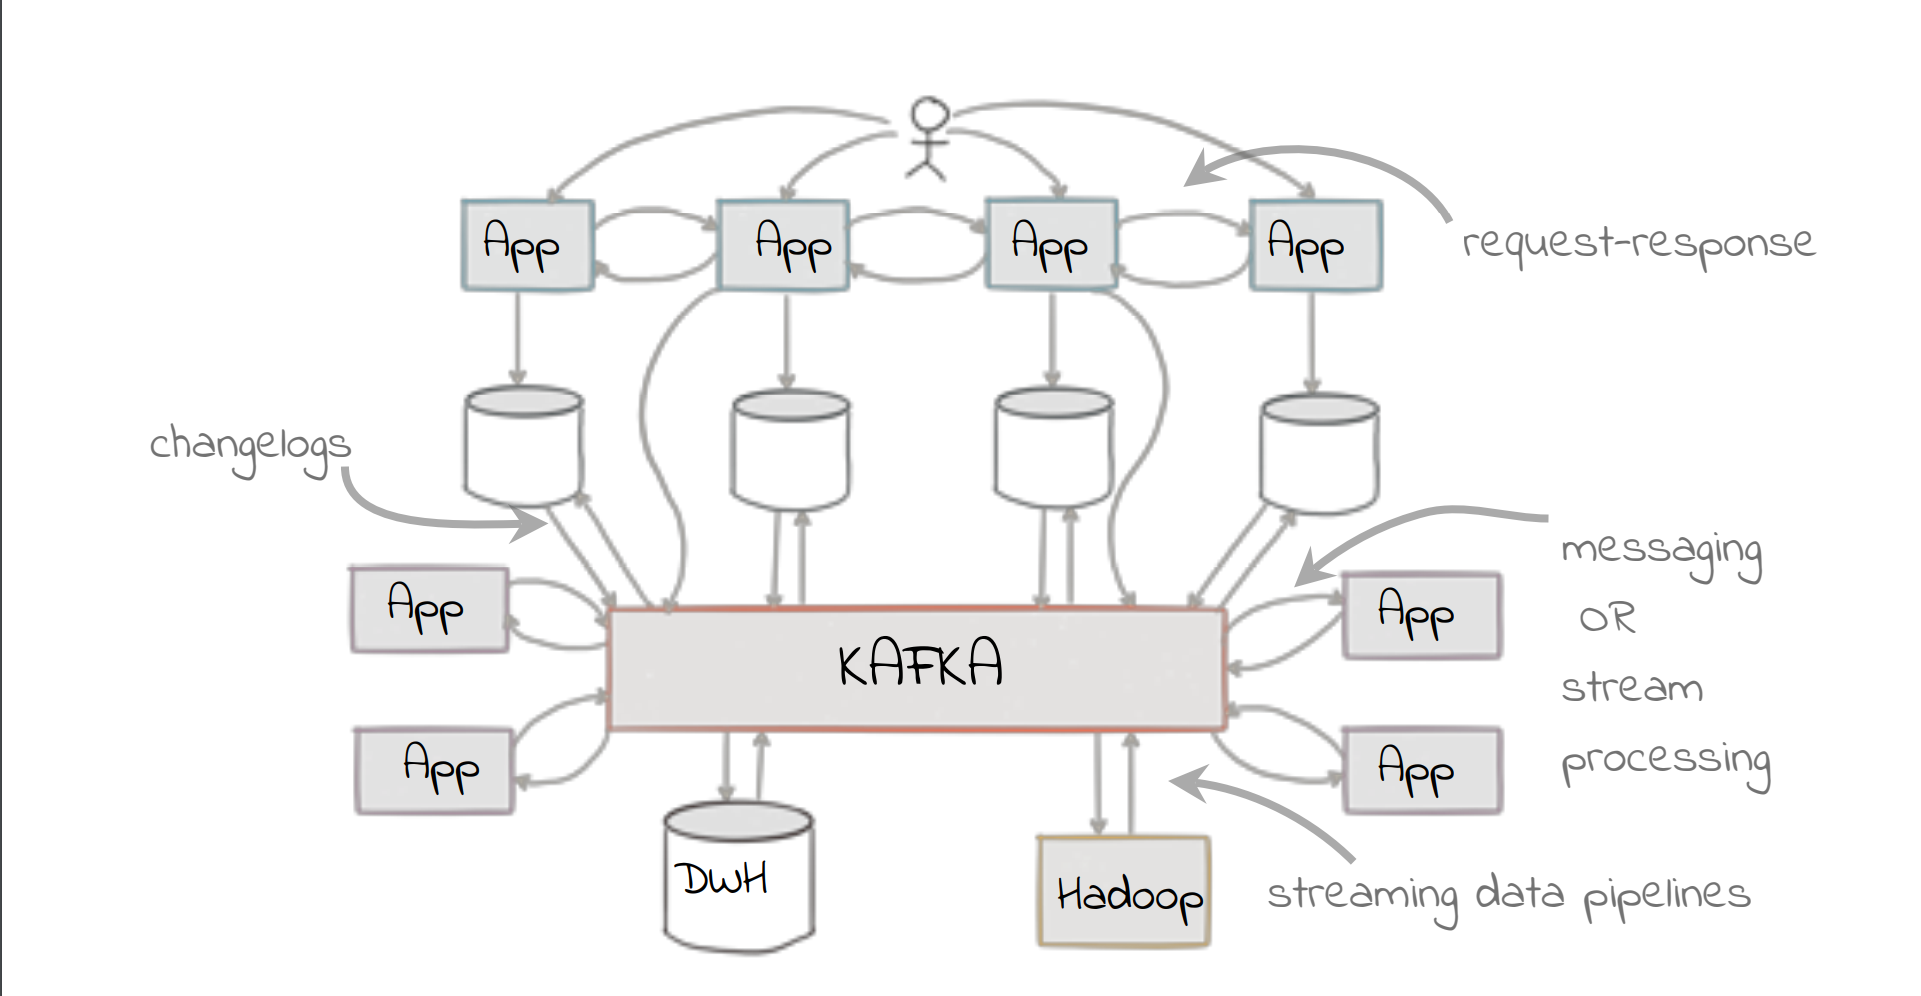 App
App
App
App
request-response
changelogs
messaging
OR
stream
processing
App
App
KAFKA
App
App
DWH
Hadoop
streaming data pipelines